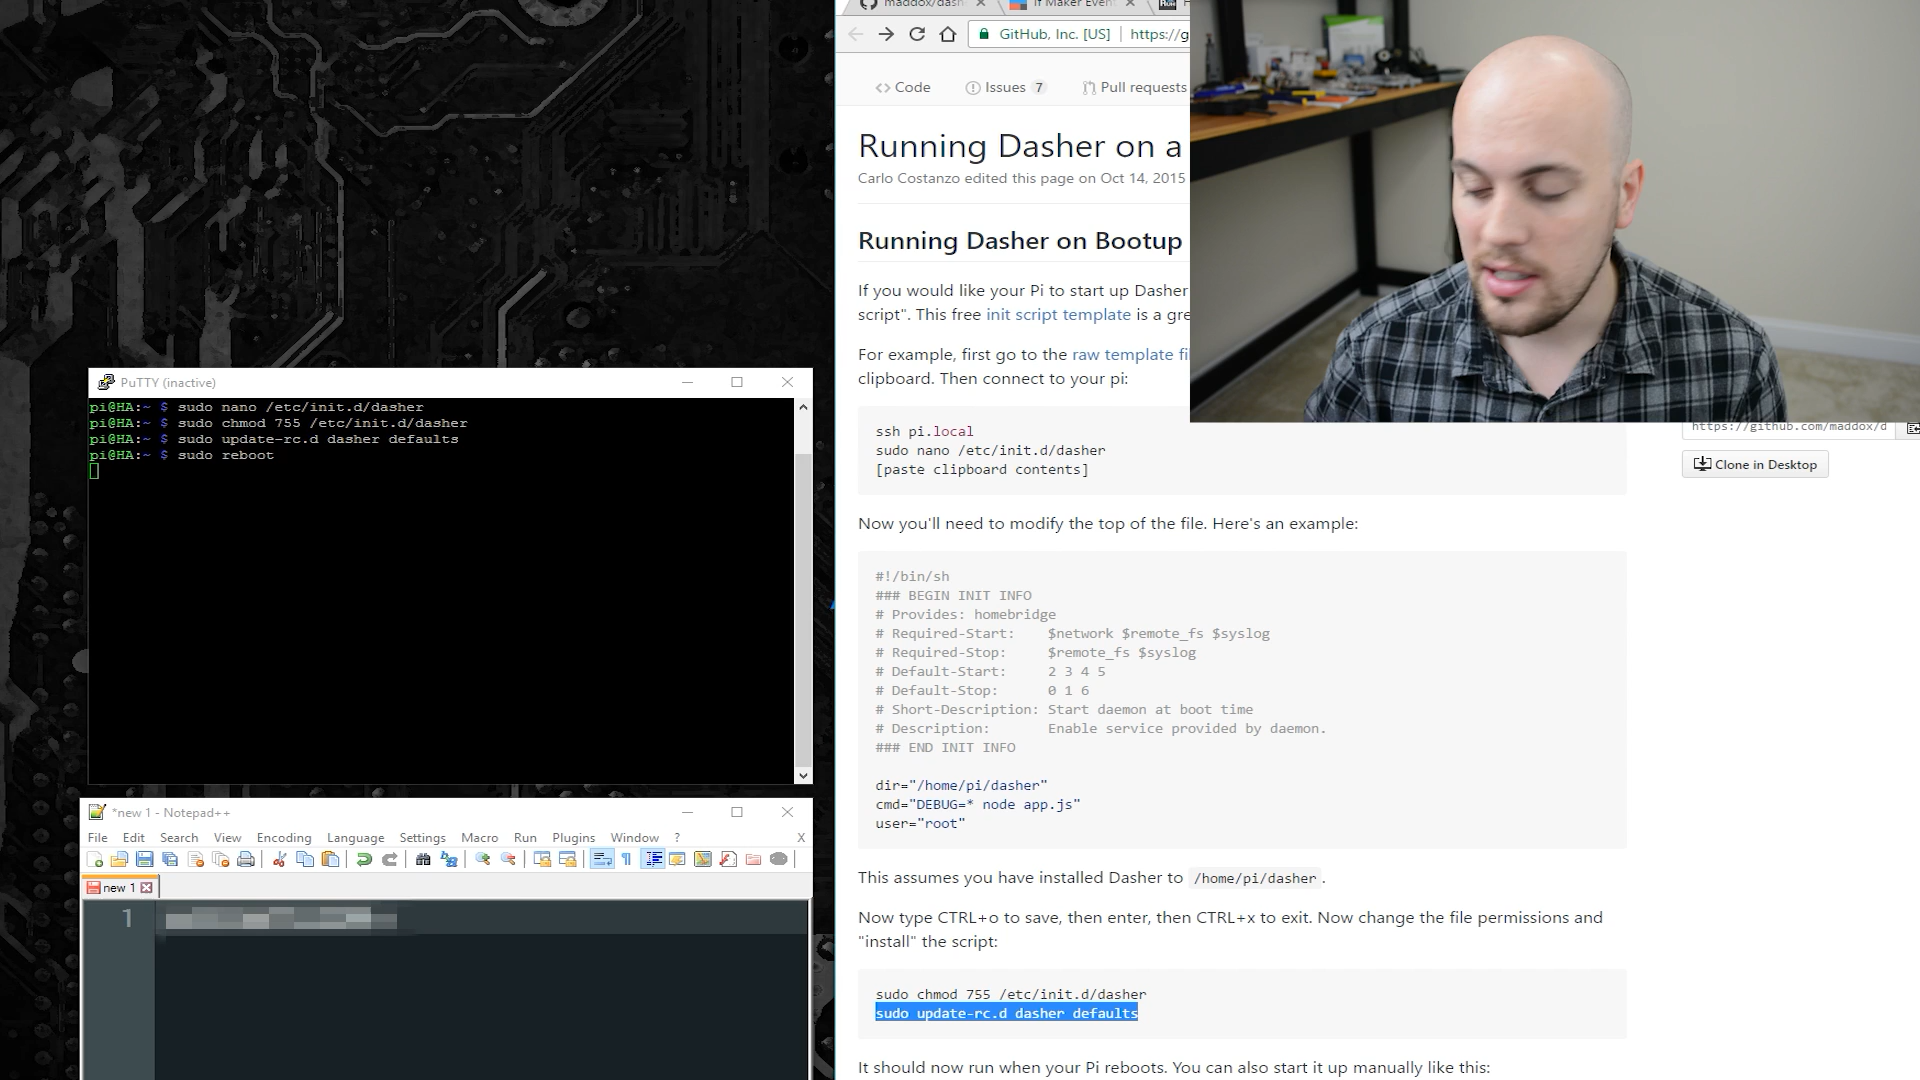 PuTTY (inactive)
pi@HA:~ $ sudo nano /etc/init.d/dasher
pi@HA:~ $ sudo chmod 755 /etc/init.d/dasher
pi@HA:~ $ sudo update-rc.d dasher defaults
pi@HA:~ $ sudo reboot
*new 1 - Notepad++
File Edit Search View Encoding Language Settings Macro Run Plugins Window ? X
new 1
1
maddox/dash
If Maker Event
GitHub, Inc. [US] https://g
Code Issues 7 Pull requests
Running Dasher on a
Carlo Costanzo edited this page on Oct 14, 2015
Running Dasher on Bootup
If you would like your Pi to start up Dasher
script". This free init script template is a gre
For example, first go to the raw template fi
clipboard. Then connect to your pi:
ssh pi.local
sudo nano /etc/init.d/dasher
[paste clipboard contents]
https://github.com/maddox/d
Clone in Desktop
Now you'll need to modify the top of the file. Here's an example:
#!/bin/sh
### BEGIN INIT INFO
# Provides: homebridge
# Required-Start: $network $remote_fs $syslog
# Required-Stop: $remote_fs $syslog
# Default-Start: 2 3 4 5
# Default-Stop: 0 1 6
# Short-Description: Start daemon at boot time
# Description: Enable service provided by daemon.
### END INIT INFO
dir="/home/pi/dasher"
cmd="DEBUG=* node app.js"
user="root"
This assumes you have installed Dasher to /home/pi/dasher .
Now type CTRL+o to save, then enter, then CTRL+x to exit. Now change the file permissions and
"install" the script:
sudo chmod 755 /etc/init.d/dasher
sudo update-rc.d dasher defaults
It should now run when your Pi reboots. You can also start it up manually like this: